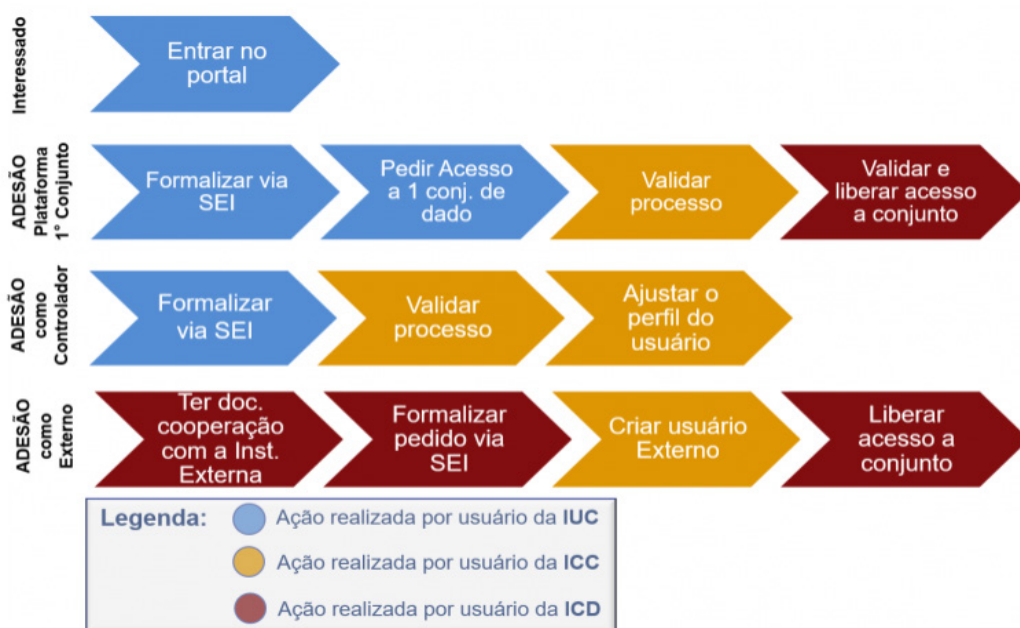 Interessado
Entrar no
portal
ADESÃO
Plataforma
1° Conjunto
Formalizar via
SEI
Pedir Acesso
a 1 conj. de
dado
Validar
processo
Validar e
liberar acesso
a conjunto
ADESÃO
como
Controlador
Formalizar
via SEI
Validar
processo
Ajustar o
perfil do
usuário
ADESÃO
como
Externo
Ter doc.
cooperação
com a Inst.
Externa
Formalizar
pedido via
SEI
Criar usuário
Externo
Liberar
acesso a
conjunto
Legenda:
Ação realizada por usuário da IUC
Ação realizada por usuário da ICC
Ação realizada por usuário da ICD